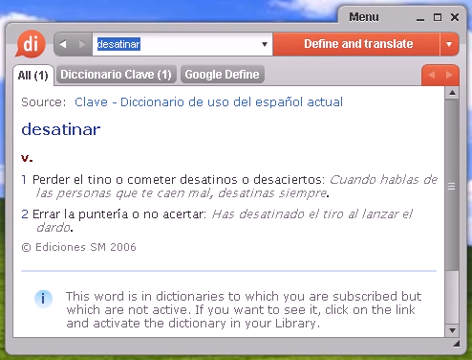 Menu
di
desatinar
Define and translate
All (1)
Diccionario Clave (1)
Google Define
Source: Clave - Diccionario de uso del español actual
desatinar
v.
1 Perder el tino o cometer desatinos o desaciertos: Cuando hablas de
las personas que te caen mal, desatinas siempre.
2 Errar la puntería o no acertar: Has desatinado el tiro al lanzar el
dardo.
© Ediciones SM 2006
i
This word is in dictionaries to which you are subscribed but
which are not active. If you want to see it, click on the link
and activate the dictionary in your Library.